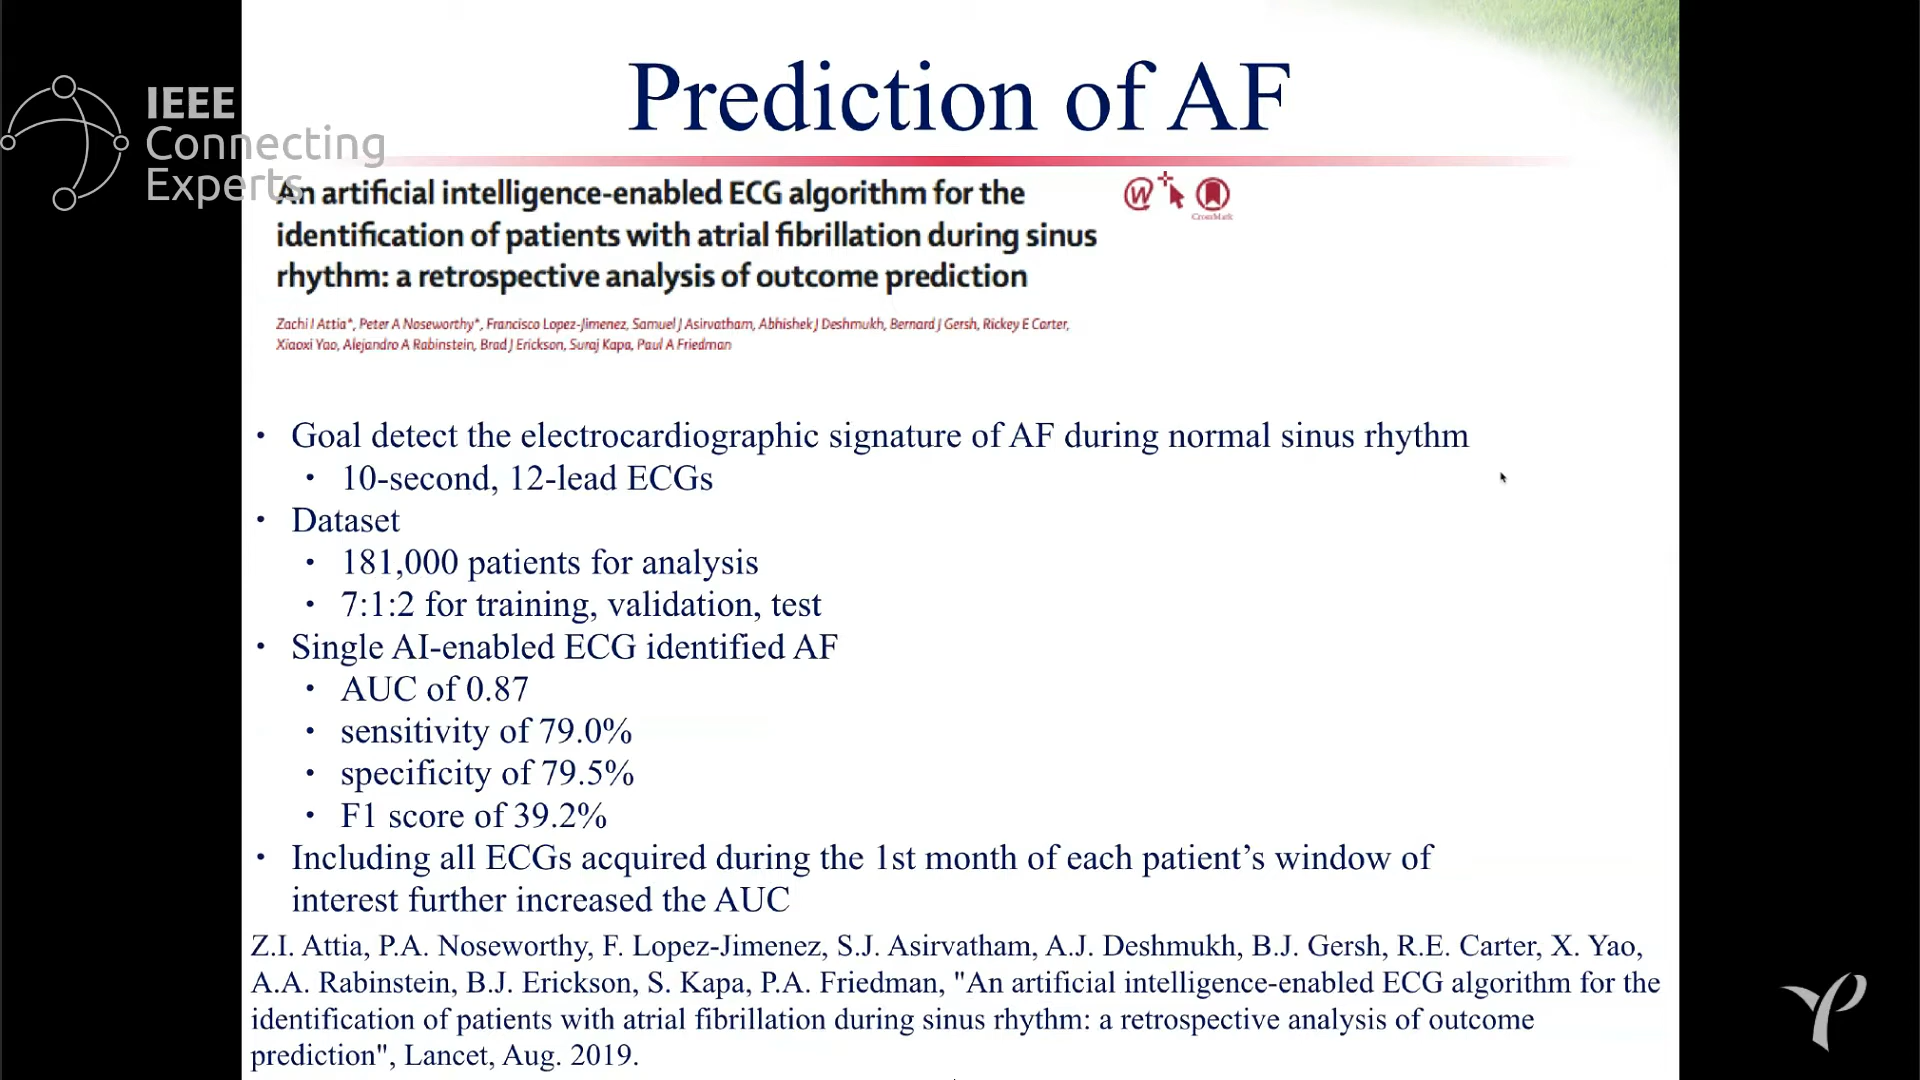 Prediction of AF
IEEE
Connecting
Experts
An artificial intelligence-enabled ECG algorithm for the
identification of patients with atrial fibrillation during sinus
rhythm: a retrospective analysis of outcome prediction
CrossMark
Zachi I Attia*, Peter A Noseworthy*, Francisco Lopez-Jimenez, Samuel J Asirvatham, Abhishek J Deshmukh, Bernard J Gersh, Rickey E Carter,
Xiaoxi Yao, Alejandro A Rabinstein, Brad J Erickson, Suraj Kapa, Paul A Friedman
• Goal detect the electrocardiographic signature of AF during normal sinus rhythm
• 10-second, 12-lead ECGs
• Dataset
• 181,000 patients for analysis
• 7:1:2 for training, validation, test
• Single AI-enabled ECG identified AF
• AUC of 0.87
• sensitivity of 79.0%
• specificity of 79.5%
• F1 score of 39.2%
• Including all ECGs acquired during the 1st month of each patient’s window of
interest further increased the AUC
Z.I. Attia, P.A. Noseworthy, F. Lopez-Jimenez, S.J. Asirvatham, A.J. Deshmukh, B.J. Gersh, R.E. Carter, X. Yao,
A.A. Rabinstein, B.J. Erickson, S. Kapa, P.A. Friedman, "An artificial intelligence-enabled ECG algorithm for the
identification of patients with atrial fibrillation during sinus rhythm: a retrospective analysis of outcome
prediction", Lancet, Aug. 2019.